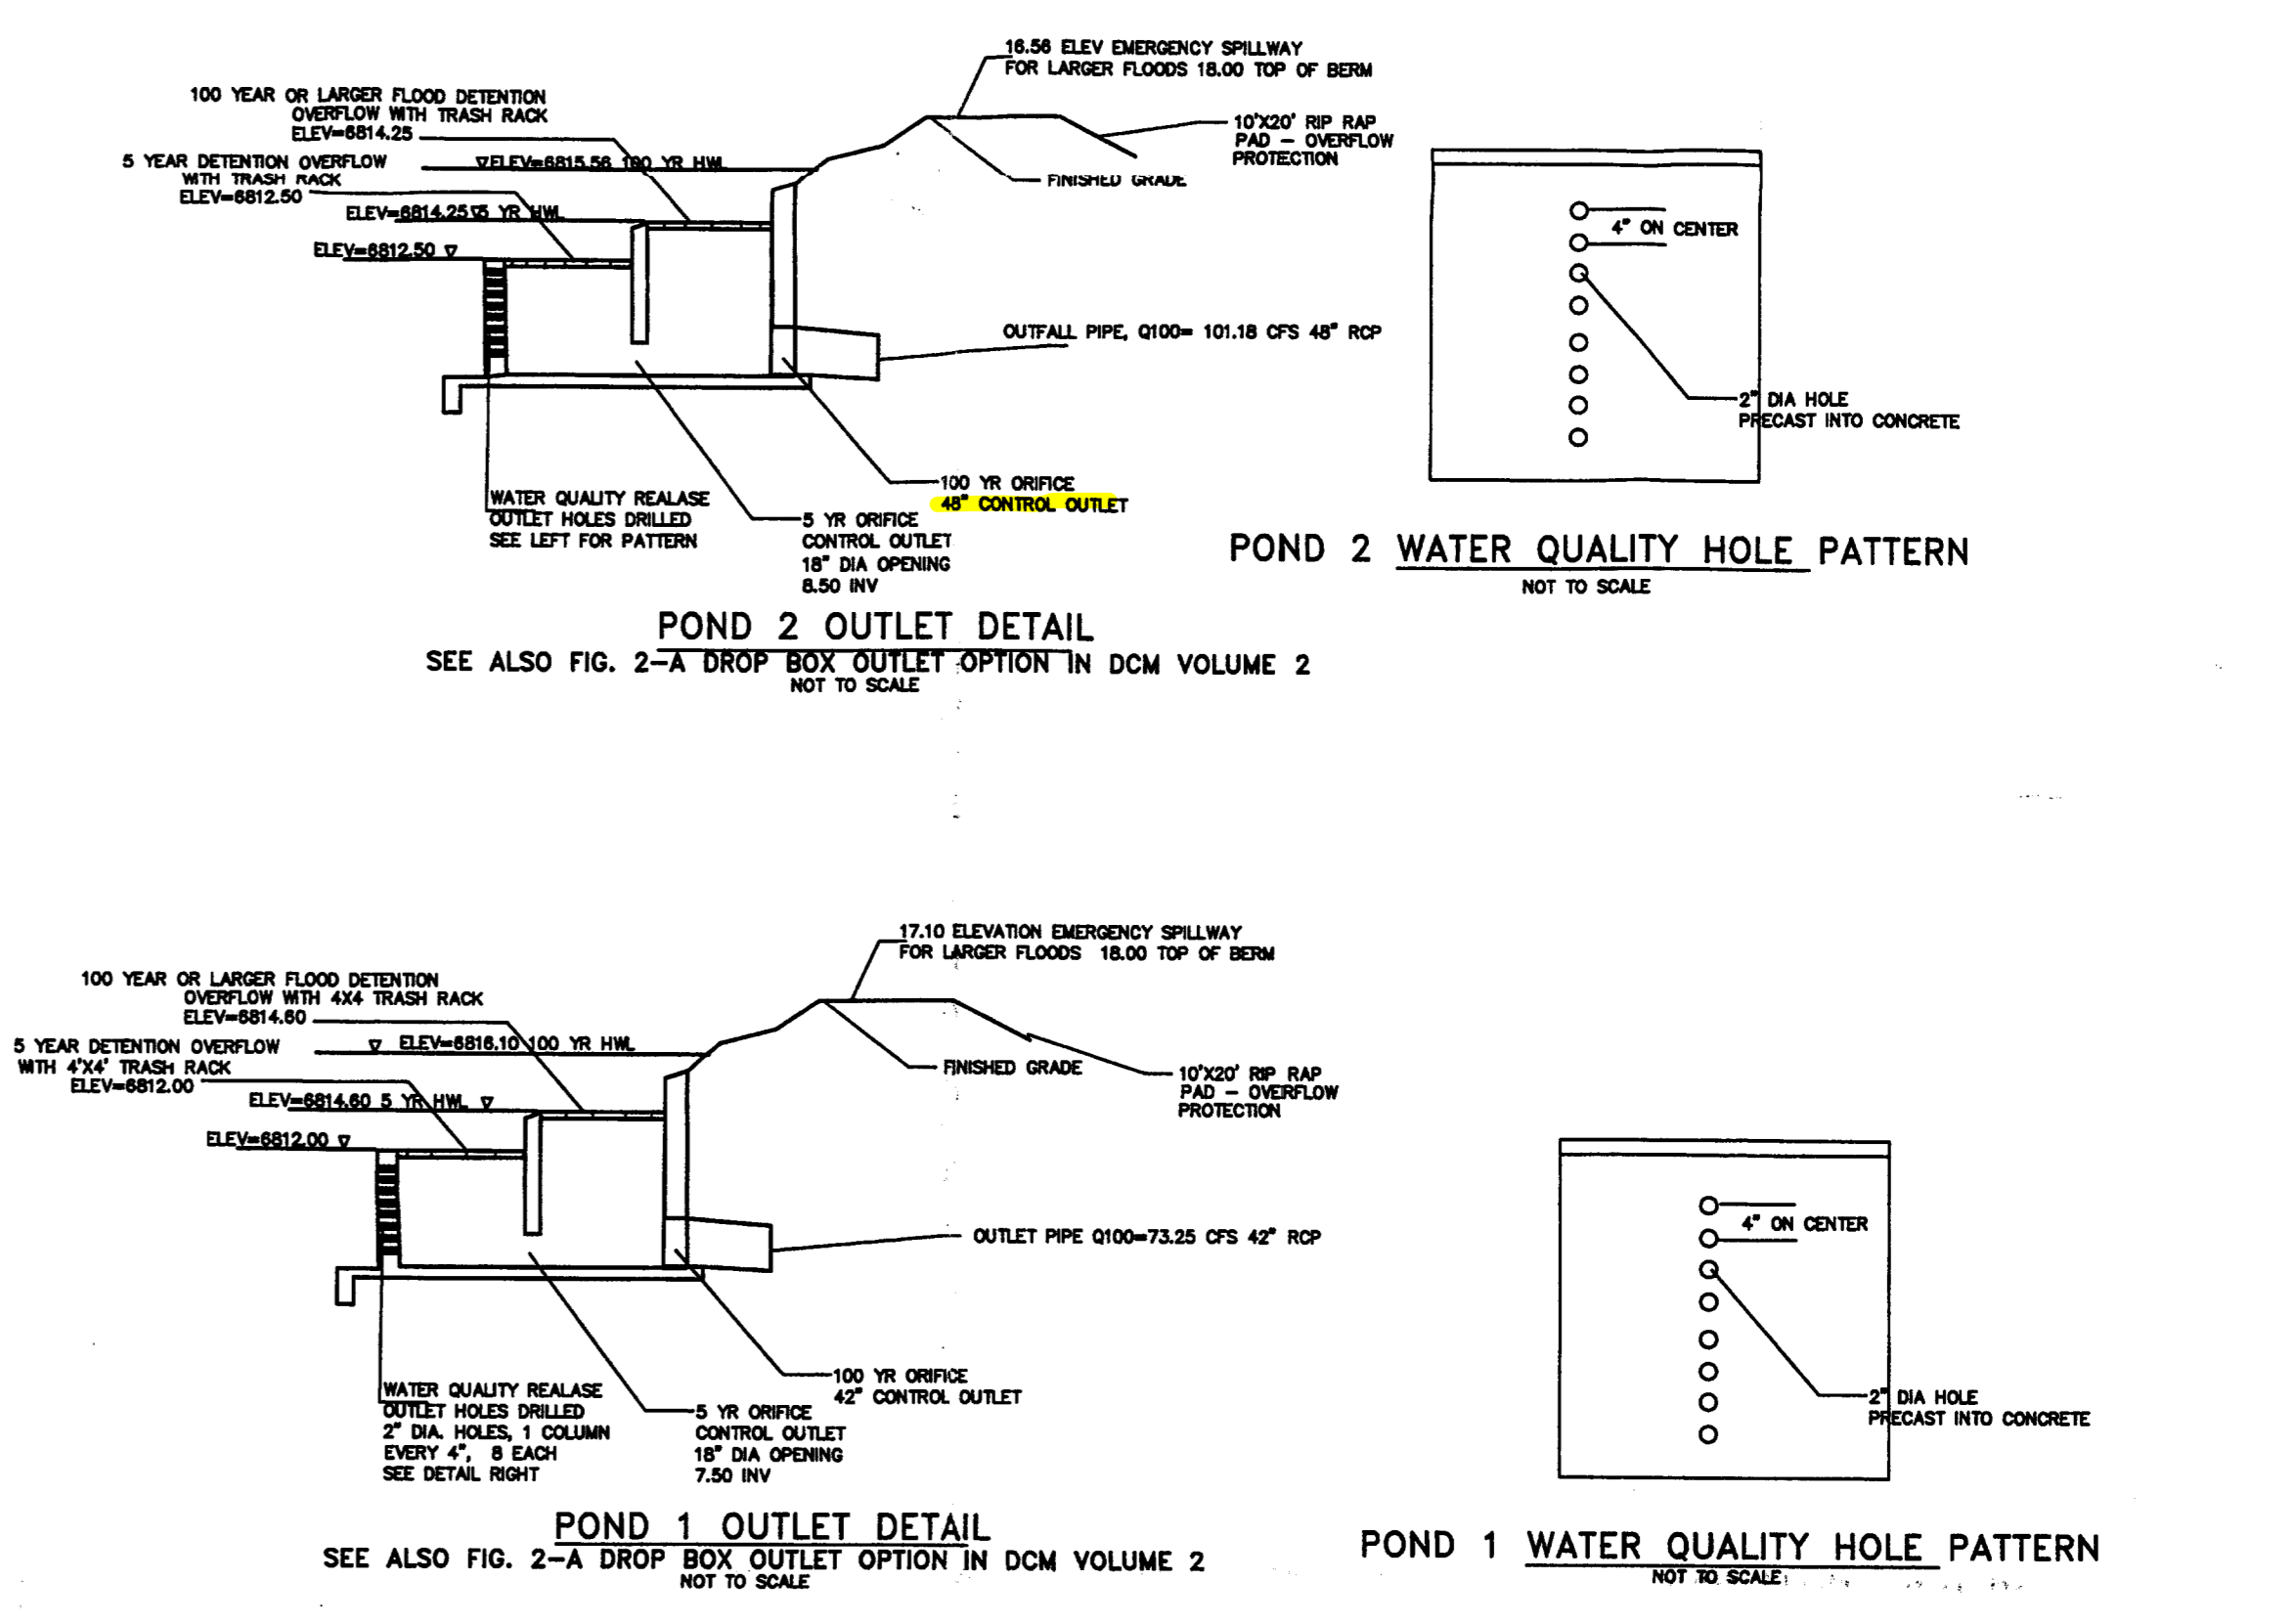 16.56 ELEV EMERGENCY SPILLWAY
FOR LARGER FLOODS 18.00 TOP OF BERM
100 YEAR OR LARGER FLOOD DETENTION
OVERFLOW WITH TRASH RACK
ELEV=6814.25
10'X20' RIP RAP
PAD - OVERFLOW
PROTECTION
5 YEAR DETENTION OVERFLOW
WITH TRASH RACK
ELEV=6812.50
ELEV=6815.56 100 YR HWL
FINISHED GRADE
ELEV=6814.25 5 YR HWL
ELEV=6812.50
OUTFALL PIPE, Q100= 101.18 CFS 48" RCP
100 YR ORIFICE
48" CONTROL OUTLET
WATER QUALITY REALASE
OUTLET HOLES DRILLED
SEE LEFT FOR PATTERN
5 YR ORIFICE
CONTROL OUTLET
18" DIA OPENING
8.50 INV
POND 2 OUTLET DETAIL
SEE ALSO FIG. 2-A DROP BOX OUTLET OPTION IN DCM VOLUME 2
NOT TO SCALE
4" ON CENTER
2" DIA HOLE
PRECAST INTO CONCRETE
POND 2 WATER QUALITY HOLE PATTERN
NOT TO SCALE
17.10 ELEVATION EMERGENCY SPILLWAY
FOR LARGER FLOODS 18.00 TOP OF BERM
100 YEAR OR LARGER FLOOD DETENTION
OVERFLOW WITH 4X4 TRASH RACK
ELEV=6814.60
5 YEAR DETENTION OVERFLOW
WITH 4'X4' TRASH RACK
ELEV=6812.00
ELEV=6816.10 100 YR HWL
FINISHED GRADE
10'X20' RIP RAP
PAD - OVERFLOW
PROTECTION
ELEV=6814.60 5 YR HWL
ELEV=6812.00
OUTLET PIPE Q100=73.25 CFS 42" RCP
100 YR ORIFICE
42" CONTROL OUTLET
WATER QUALITY REALASE
OUTLET HOLES DRILLED
2" DIA. HOLES, 1 COLUMN
EVERY 4", 8 EACH
SEE DETAIL RIGHT
5 YR ORIFICE
CONTROL OUTLET
18" DIA OPENING
7.50 INV
POND 1 OUTLET DETAIL
SEE ALSO FIG. 2-A DROP BOX OUTLET OPTION IN DCM VOLUME 2
NOT TO SCALE
4" ON CENTER
2" DIA HOLE
PRECAST INTO CONCRETE
POND 1 WATER QUALITY HOLE PATTERN
NOT TO SCALE